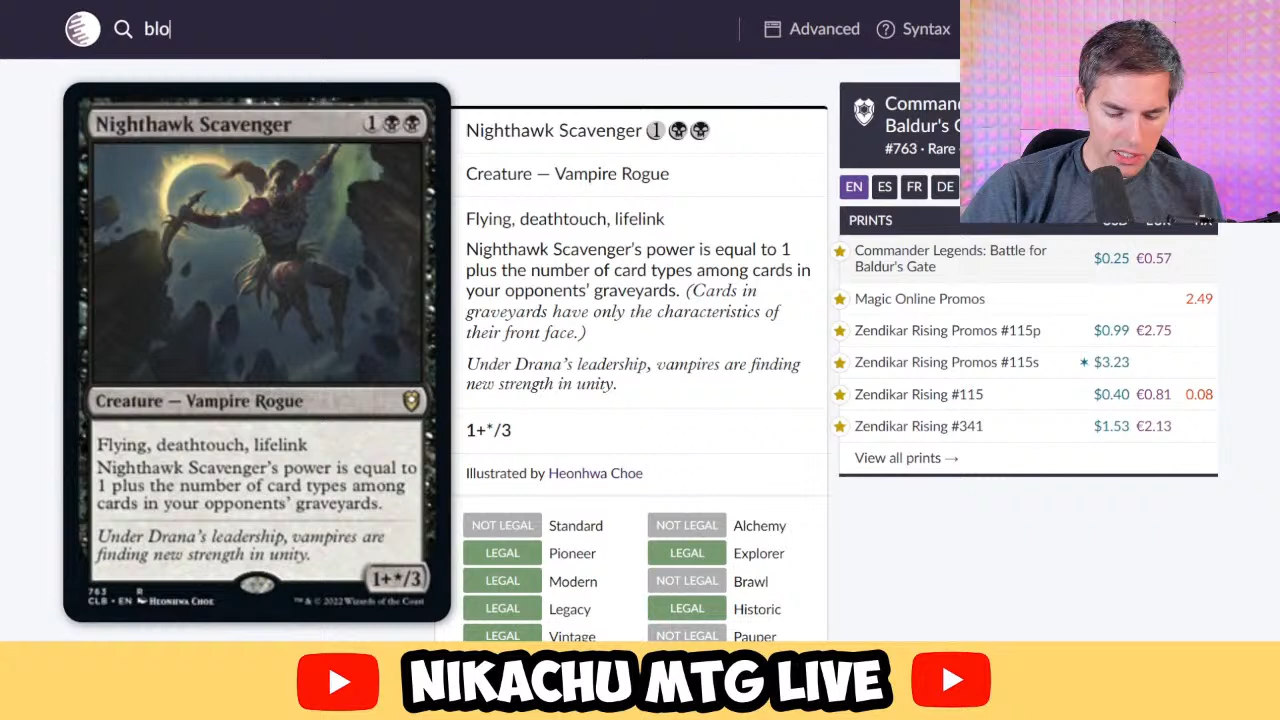 blo
Advanced
Syntax
Nighthawk Scavenger 1
Creature — Vampire Rogue
Flying, deathtouch, lifelink
Nighthawk Scavenger's power is equal to
1 plus the number of card types among
cards in your opponents' graveyards.
Under Drana's leadership, vampires are
finding new strength in unity.
1+*/3
763 R
CLB • EN HEONHWA CHOE
™ & © 2022 Wizards of the Coast
Nighthawk Scavenger 1
Creature — Vampire Rogue
Flying, deathtouch, lifelink
Nighthawk Scavenger's power is equal to 1
plus the number of card types among cards in
your opponents' graveyards. (Cards in
graveyards have only the characteristics of
their front face.)
Under Drana's leadership, vampires are finding
new strength in unity.
1+*/3
Illustrated by Heonhwa Choe
NOT LEGAL Standard NOT LEGAL Alchemy
LEGAL Pioneer LEGAL Explorer
LEGAL Modern NOT LEGAL Brawl
LEGAL Legacy LEGAL Historic
LEGAL Vintage NOT LEGAL Pauper
Comman
Baldur's
#763 · Rare
EN ES FR DE
PRINTS
Commander Legends: Battle for
Baldur's Gate $0.25 €0.57
Magic Online Promos 2.49
Zendikar Rising Promos #115p $0.99 €2.75
Zendikar Rising Promos #115s $3.23
Zendikar Rising #115 $0.40 €0.81 0.08
Zendikar Rising #341 $1.53 €2.13
View all prints →
NIKACHU MTG LIVE